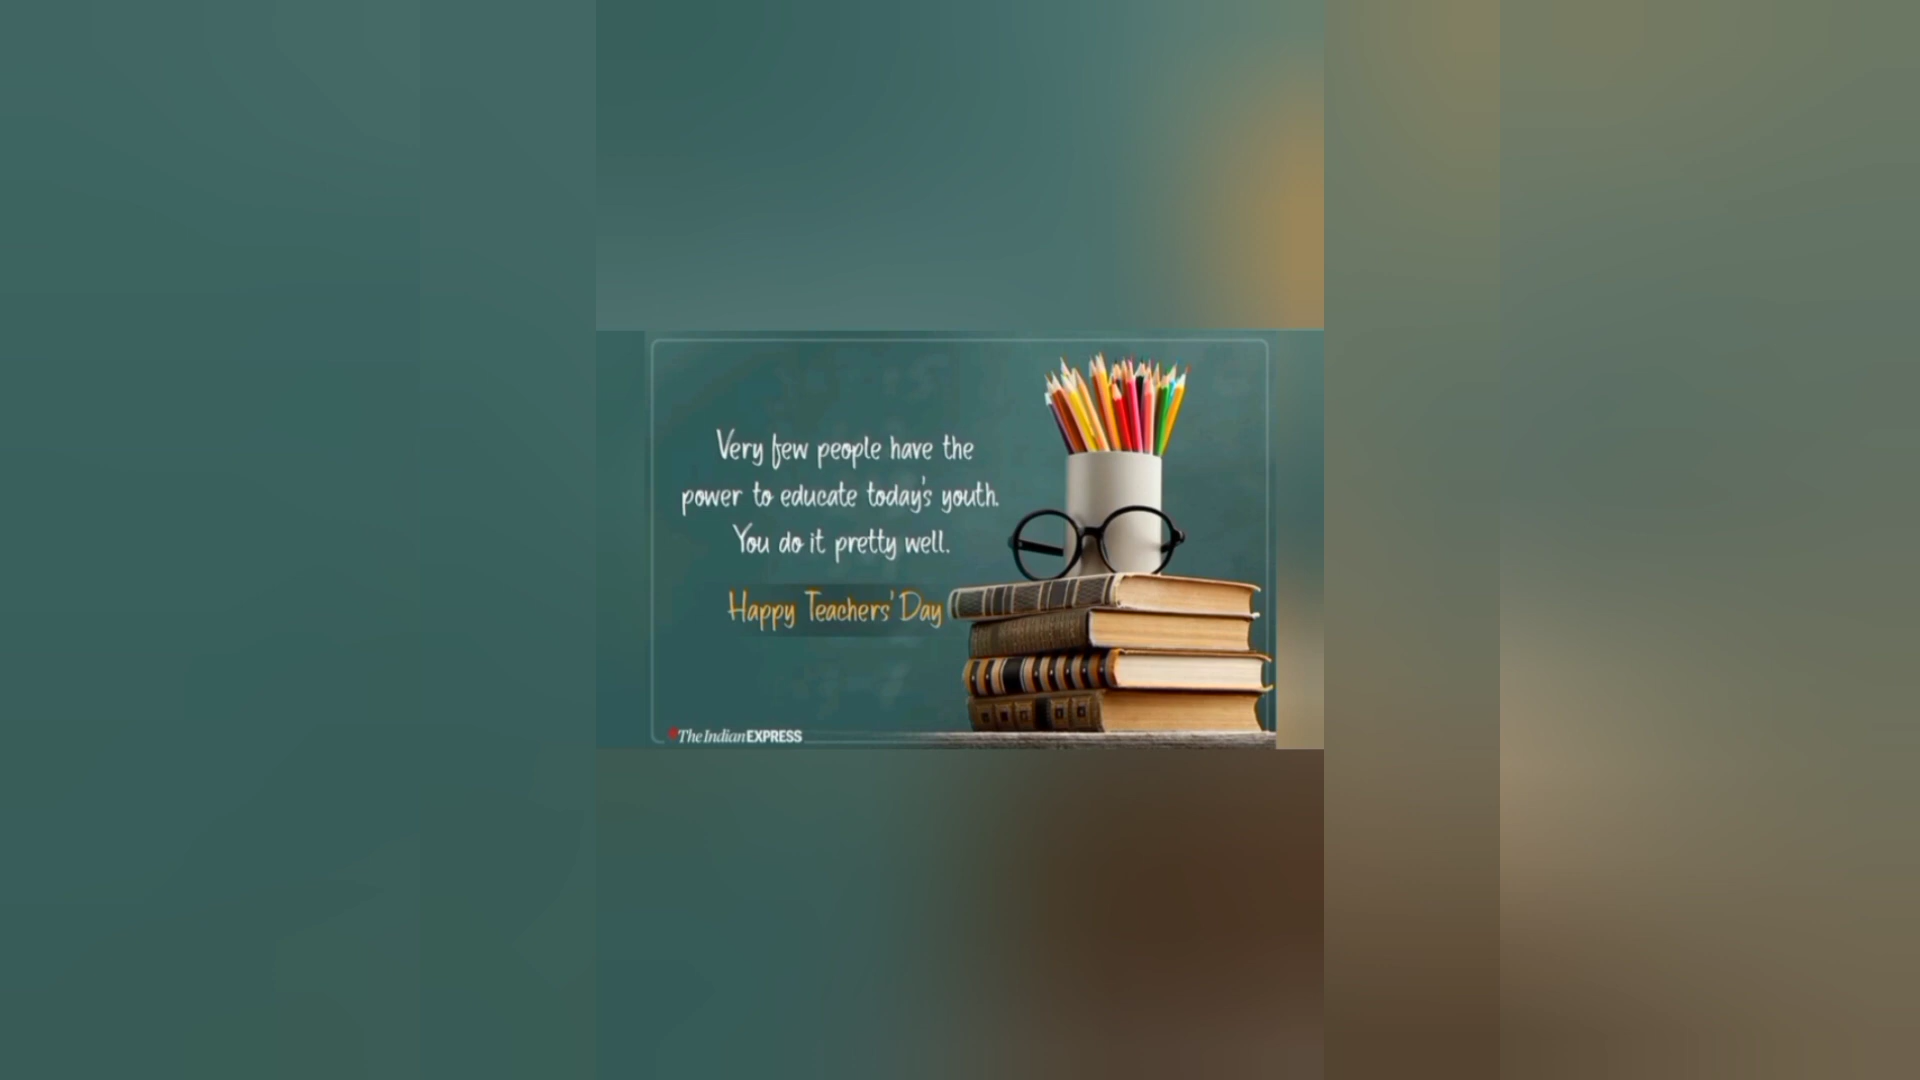 Very few people have the
power to educate today's youth.
You do it pretty well.
Happy Teachers' Day
The Indian EXPRESS